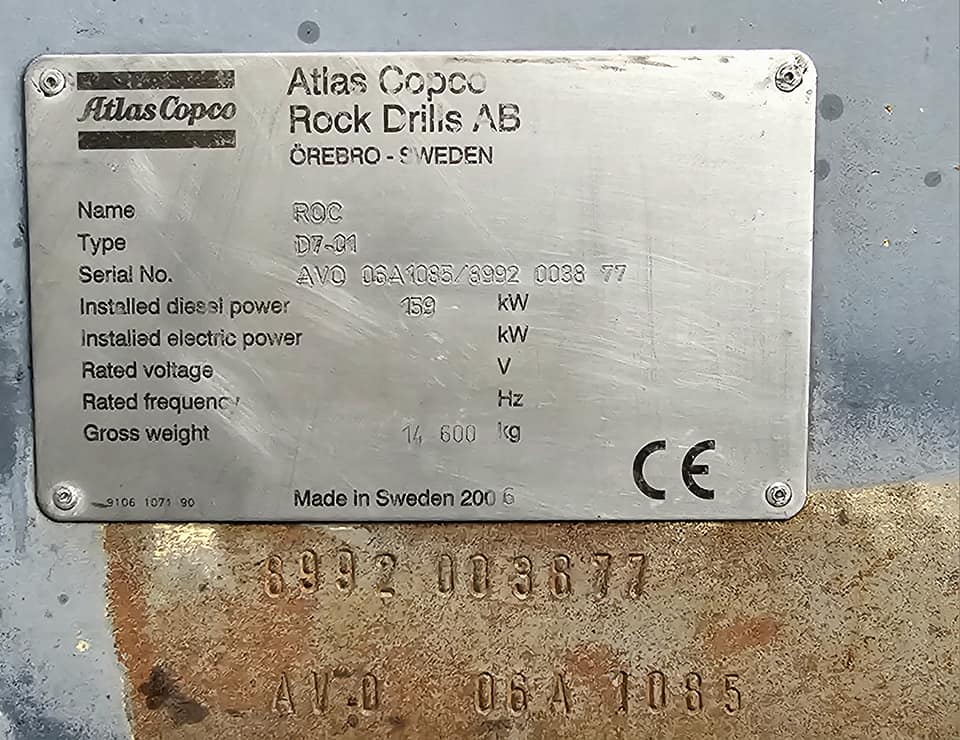 Atlas Copco
Atlas Copco
Rock Drills AB
ÖREBRO - SWEDEN
Name ROC
Type D7-01
Serial No. AVO 06A1085/8992 0038 77
Installed diesel power 159 kW
Installed electric power kW
Rated voltage V
Rated frequency Hz
Gross weight 14 600 kg
CE
9106 1071 90
Made in Sweden 2006
8992 003877
AVO 06A 1085